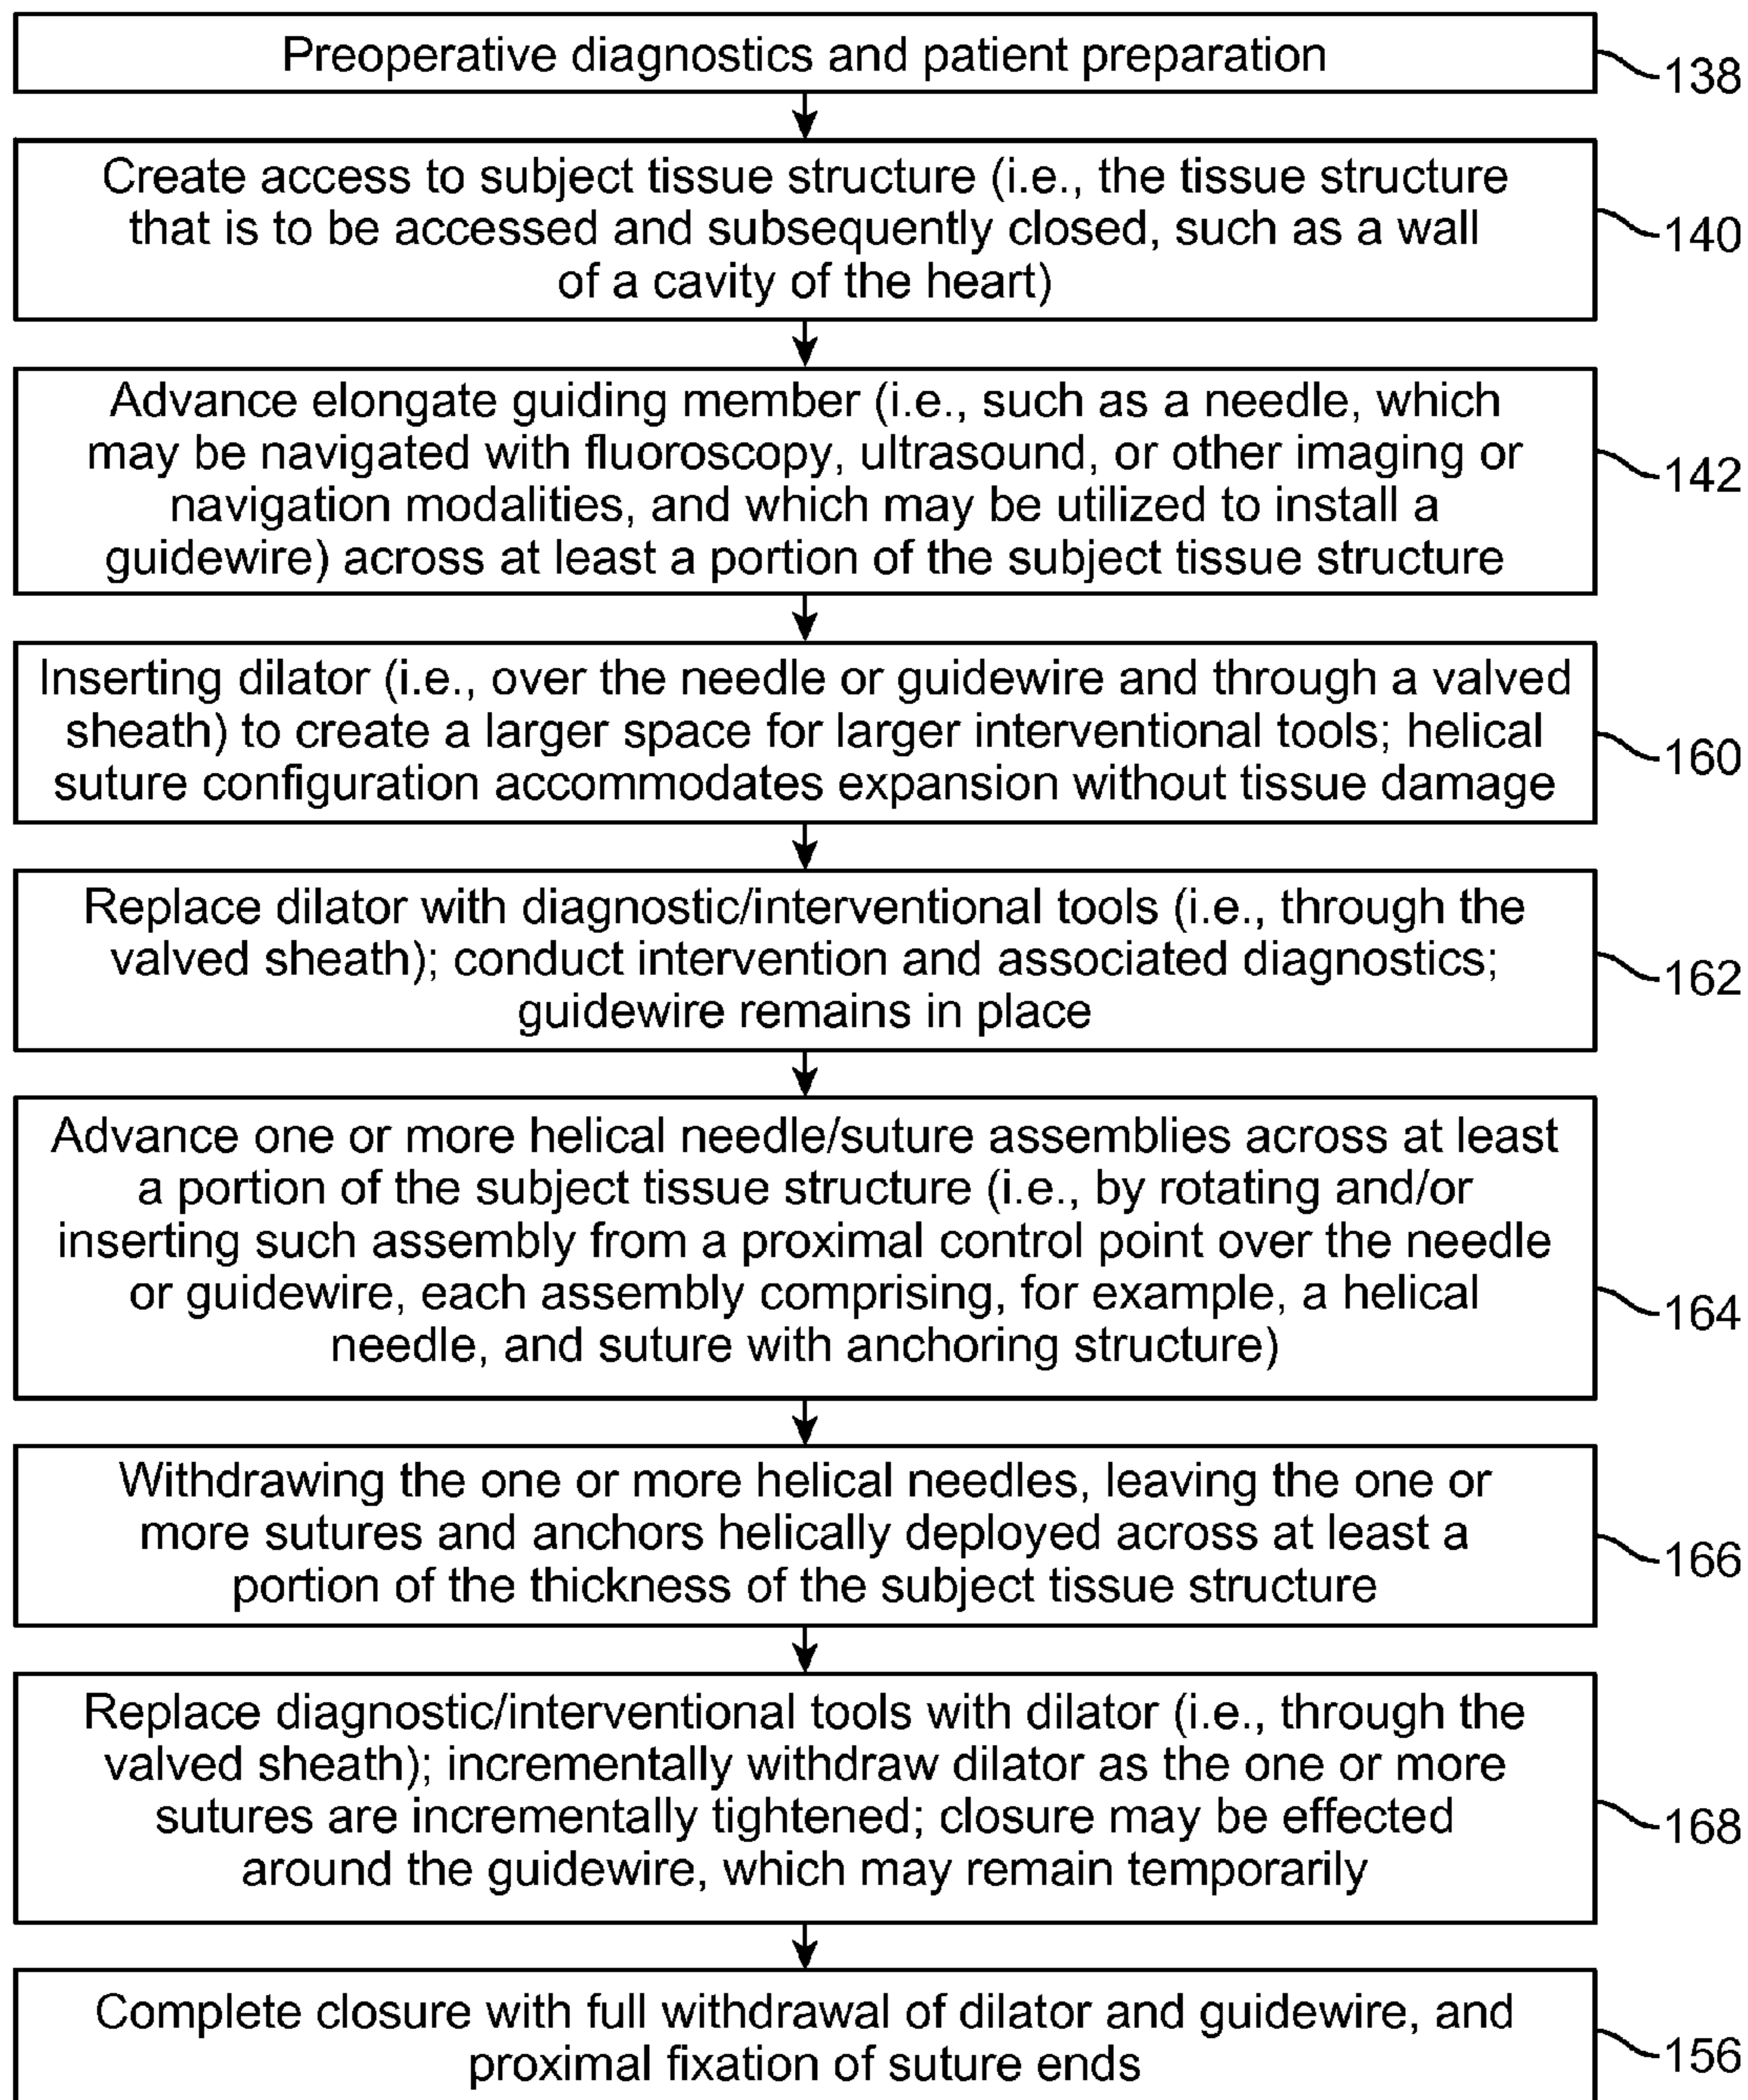 Preoperative diagnostics and patient preparation
138
Create access to subject tissue structure (i.e., the tissue structure
that is to be accessed and subsequently closed, such as a wall
of a cavity of the heart)
140
Advance elongate guiding member (i.e., such as a needle, which
may be navigated with fluoroscopy, ultrasound, or other imaging or
navigation modalities, and which may be utilized to install a
guidewire) across at least a portion of the subject tissue structure
142
Inserting dilator (i.e., over the needle or guidewire and through a valved
sheath) to create a larger space for larger interventional tools; helical
suture configuration accommodates expansion without tissue damage
160
Replace dilator with diagnostic/interventional tools (i.e., through the
valved sheath); conduct intervention and associated diagnostics;
guidewire remains in place
162
Advance one or more helical needle/suture assemblies across at least
a portion of the subject tissue structure (i.e., by rotating and/or
inserting such assembly from a proximal control point over the needle
or guidewire, each assembly comprising, for example, a helical
needle, and suture with anchoring structure)
164
Withdrawing the one or more helical needles, leaving the one or
more sutures and anchors helically deployed across at least a
portion of the thickness of the subject tissue structure
166
Replace diagnostic/interventional tools with dilator (i.e., through the
valved sheath); incrementally withdraw dilator as the one or more
sutures are incrementally tightened; closure may be effected
around the guidewire, which may remain temporarily
168
Complete closure with full withdrawal of dilator and guidewire, and
proximal fixation of suture ends
156